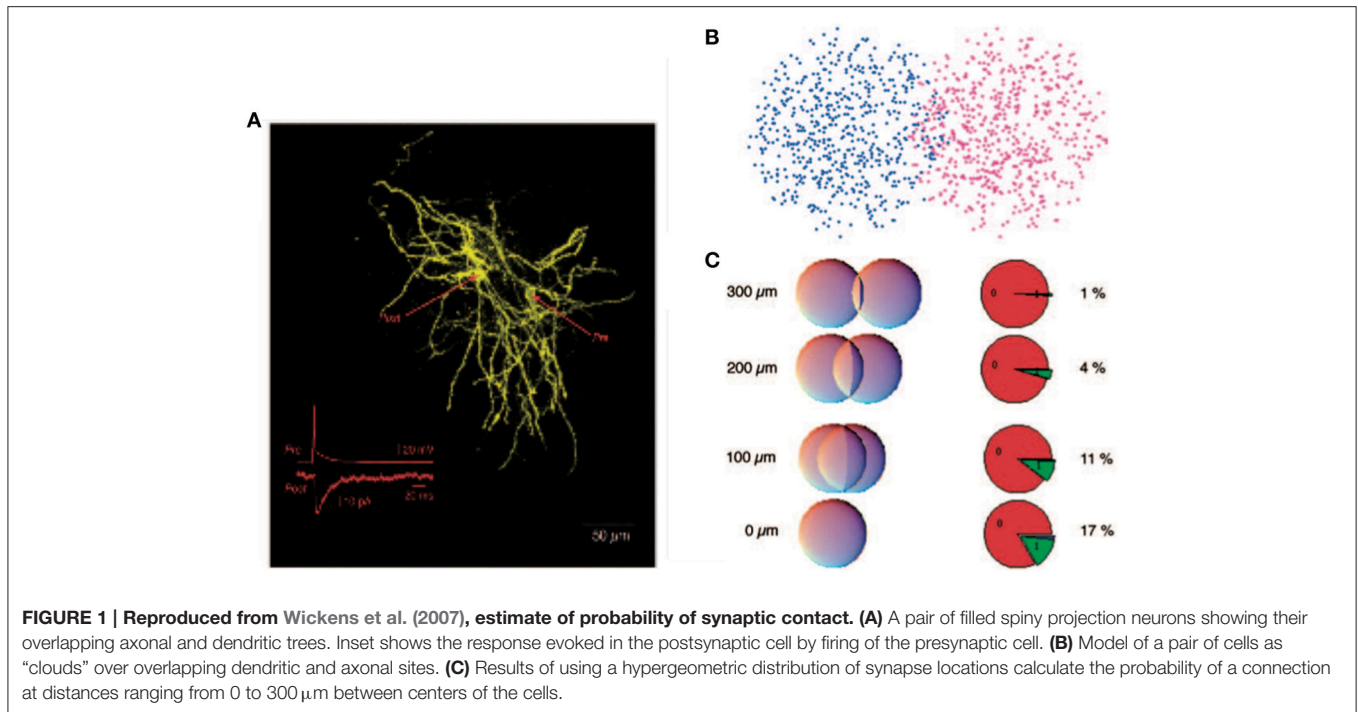 A
Post
Pre
Pre
20 mV
Post
10 pA
20 ms
50 µm
B
C
300 µm
0
1 %
200 µm
0
4 %
100 µm
0
1
11 %
0 µm
0
1
17 %
FIGURE 1 | Reproduced from Wickens et al. (2007), estimate of probability of synaptic contact. (A) A pair of filled spiny projection neurons showing their
overlapping axonal and dendritic trees. Inset shows the response evoked in the postsynaptic cell by firing of the presynaptic cell. (B) Model of a pair of cells as
“clouds” over overlapping dendritic and axonal sites. (C) Results of using a hypergeometric distribution of synapse locations calculate the probability of a connection
at distances ranging from 0 to 300 µm between centers of the cells.